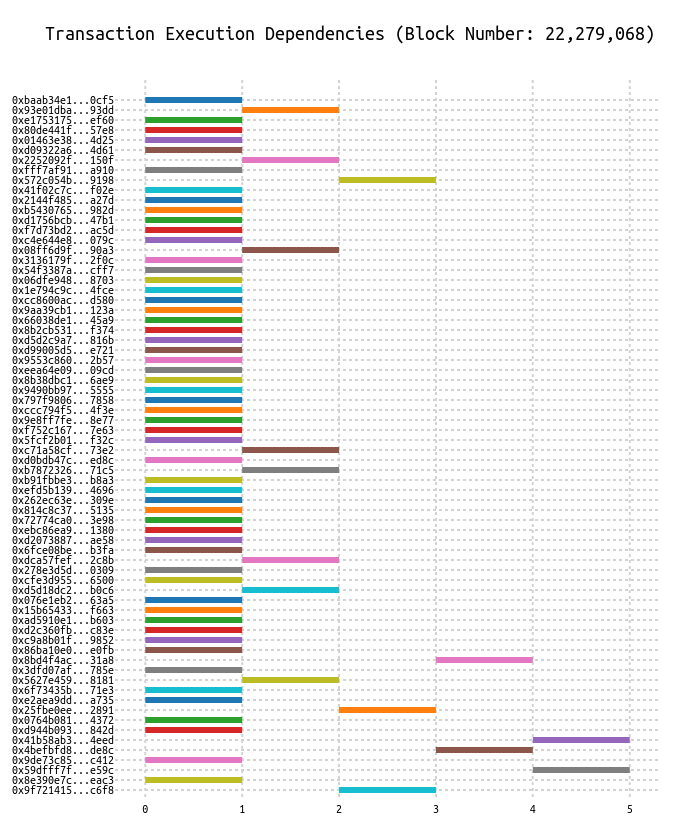 Transaction Execution Dependencies (Block Number: 22,279,068)
0xbaab34e1...0cf5
0x93e01dba...93dd
0xe1753175...ef60
0x80de441f...57e8
0x01463e38...4d25
0xd09322a6...4d61
0x2252092f...150f
0xfff7af91...a910
0x572c054b...9198
0x41f02c7c...f02e
0x2144f485...a27d
0xb5430765...982d
0xd1756bcb...47b1
0xf7d73bd2...ac5d
0xc4e644e8...079c
0x08ff6d9f...90a3
0x3136179f...2f0c
0x54f3387a...cff7
0x06dfe948...8703
0x1e794c9c...4fce
0xcc8600ac...d580
0x9aa39cb1...123a
0x66038de1...45a9
0x8b2cb531...f374
0xd5d2c9a7...816b
0xd99005d5...e721
0x9553c860...2b57
0xeea64e09...09cd
0x8b38dbc1...6ae9
0x9490bb97...5555
0x797f9806...7858
0xccc794f5...4f3e
0x9e8ff7fe...8e77
0xf752c167...7e63
0x5fcf2b01...f32c
0xc71a58cf...73e2
0xd0bdb47c...ed8c
0xb7872326...71c5
0xb91fbbe3...b8a3
0xefd5b139...4696
0x262ec63e...309e
0x814c8c37...5135
0x72774ca0...3e98
0xebc86ea9...1380
0xd2073887...ae58
0x6fce08be...b3fa
0xdca57fef...2c8b
0x278e3d5d...0309
0xcfe3d955...6500
0xd5d18dc2...b0c6
0x076e1eb2...63a5
0x15b65433...f663
0xad5910e1...b603
0xd2c360fb...c83e
0xc9a8b01f...9852
0x86ba10e0...e0fb
0x8bd4f4ac...31a8
0x3dfd07af...785e
0x5627e459...8181
0x6f73435b...71e3
0xe2aea9dd...a735
0x25fbe0ee...2891
0x0764b081...4372
0xd944b093...842d
0x41b58ab3...4eed
0x4befbfd8...de8c
0x9de73c85...c412
0x59dfff7f...e59c
0x8e390e7c...eac3
0x9f721415...c6f8
0 1 2 3 4 5